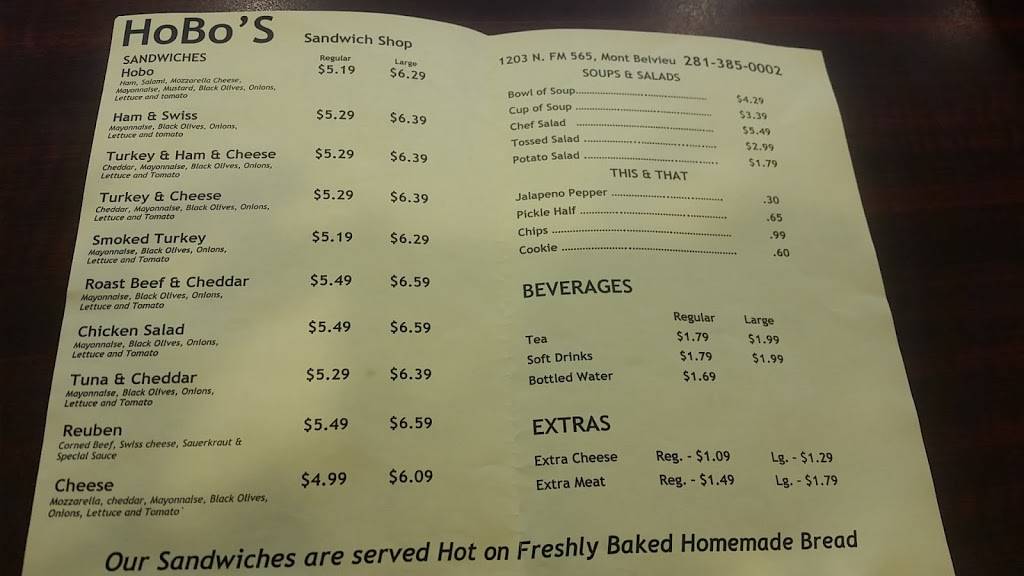 HoBo'S Sandwich Shop
SANDWICHES Regular Large
Hobo $5.19 $6.29
Ham, Salami, Mozzarella Cheese,
Mayonnaise, Mustard, Black Olives, Onions,
Lettuce and tomato
Ham & Swiss $5.29 $6.39
Mayonnaise, Black Olives, Onions,
Lettuce and tomato
Turkey & Ham & Cheese $5.29 $6.39
Cheddar, Mayonnaise, Black Olives, Onions,
Lettuce and Tomato
Turkey & Cheese $5.29 $6.39
Cheddar, Mayonnaise, Black Olives, Onions,
Lettuce and Tomato
Smoked Turkey $5.19 $6.29
Mayonnaise, Black Olives, Onions,
Lettuce and Tomato
Roast Beef & Cheddar $5.49 $6.59
Mayonnaise, Black Olives, Onions,
Lettuce and Tomato
Chicken Salad $5.49 $6.59
Mayonnaise, Black Olives, Onions,
Lettuce and Tomato
Tuna & Cheddar $5.29 $6.39
Mayonnaise, Black Olives, Onions,
Lettuce and Tomato
Reuben $5.49 $6.59
Corned Beef, Swiss cheese, Sauerkraut &
Special Sauce
Cheese $4.99 $6.09
Mozzarella, cheddar, Mayonnaise, Black Olives,
Onions, Lettuce and Tomato
1203 N. FM 565, Mont Belvieu 281-385-0002
SOUPS & SALADS
Bowl of Soup $4.29
Cup of Soup $3.39
Chef Salad $5.49
Tossed Salad $2.99
Potato Salad $1.79
THIS & THAT
Jalapeno Pepper .30
Pickle Half .65
Chips .99
Cookie .60
BEVERAGES
Regular Large
Tea $1.79 $1.99
Soft Drinks $1.79 $1.99
Bottled Water $1.69
EXTRAS
Extra Cheese Reg. - $1.09 Lg. - $1.29
Extra Meat Reg. - $1.49 Lg. - $1.79
Our Sandwiches are served Hot on Freshly Baked Homemade Bread